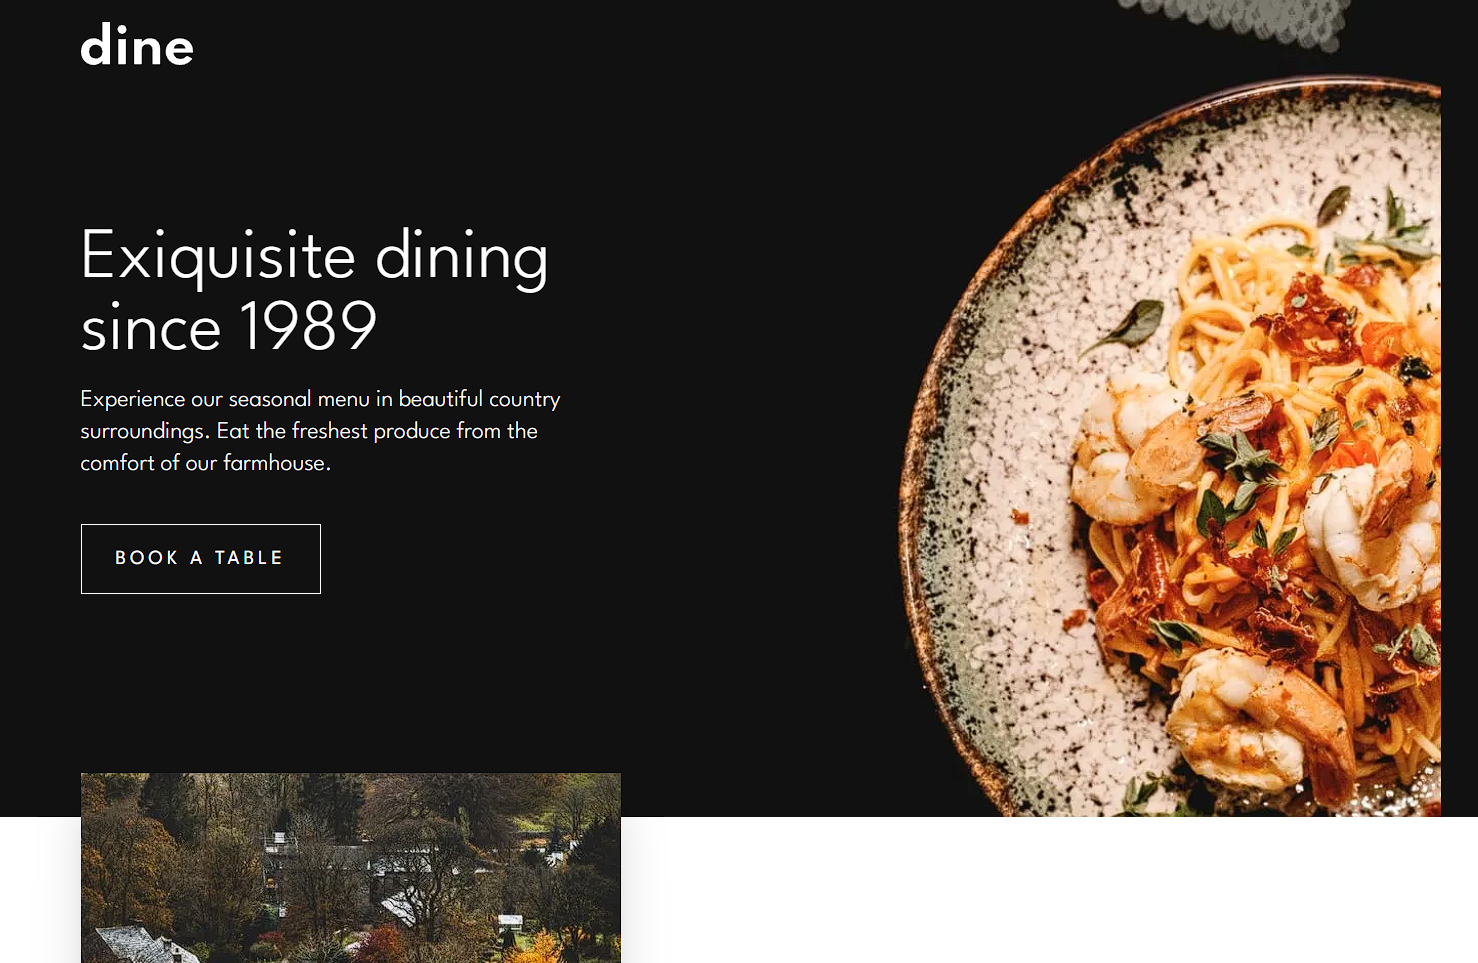 dine
Exiquisite dining
since 1989
Experience our seasonal menu in beautiful country
surroundings. Eat the freshest produce from the
comfort of our farmhouse.
BOOK A TABLE